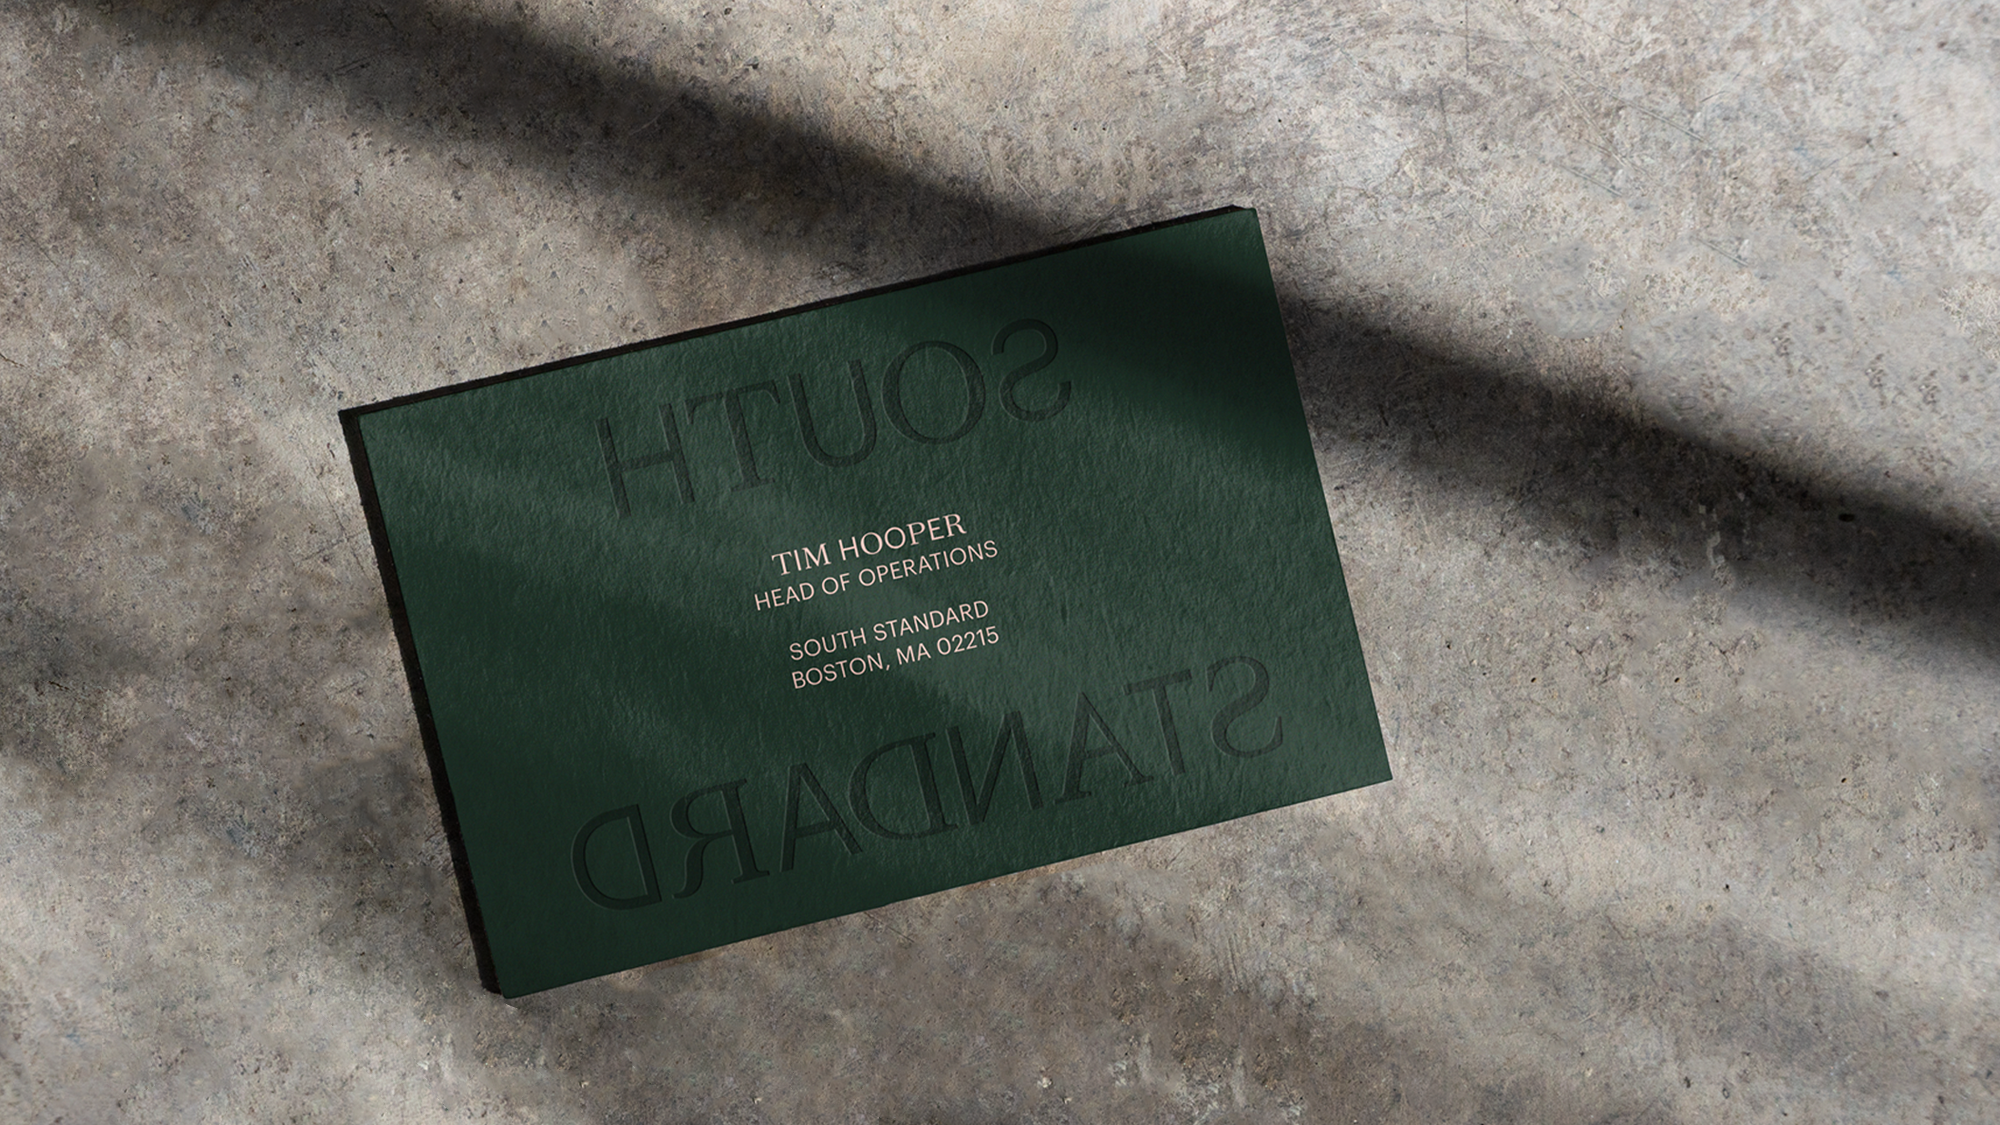 SOUTH
TIM HOOPER
HEAD OF OPERATIONS
SOUTH STANDARD
BOSTON, MA 02215
STANDARD